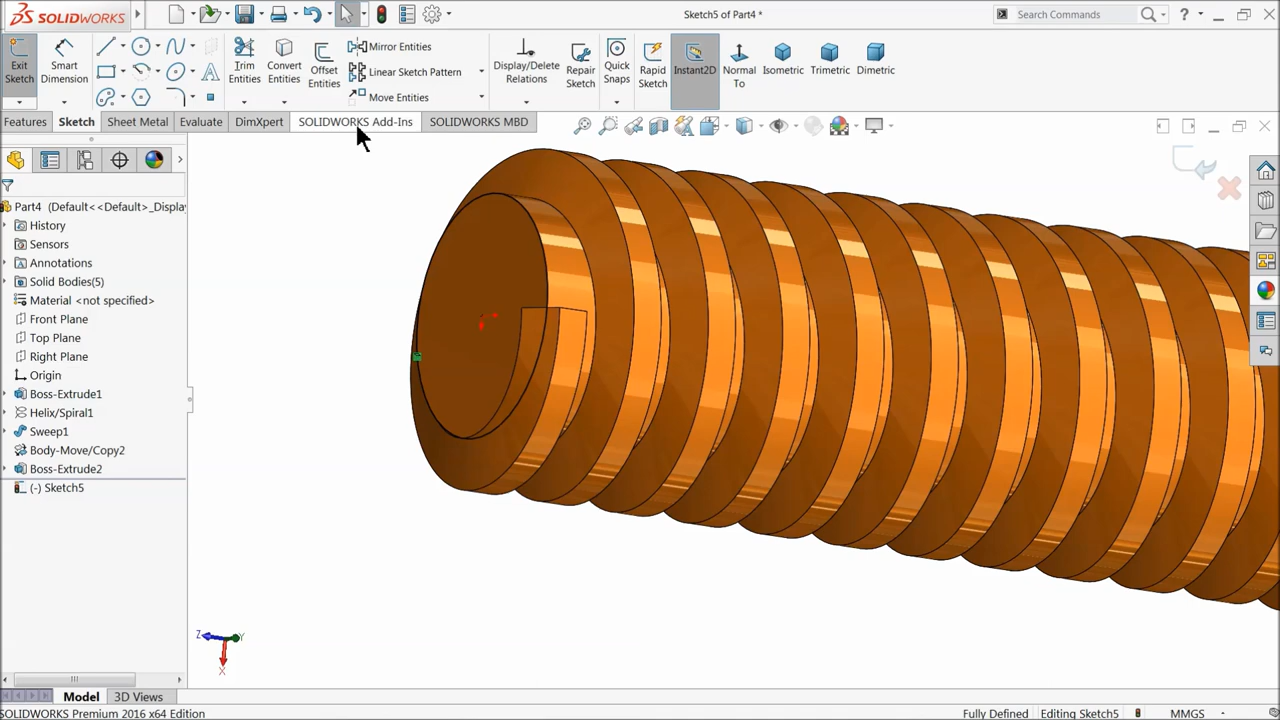 SOLIDWORKS
Sketch5 of Part4 *
Search Commands
?
Exit Sketch
Smart Dimension
Trim Entities
Convert Entities
Offset Entities
Mirror Entities
Linear Sketch Pattern
Move Entities
Display/Delete Relations
Repair Sketch
Quick Snaps
Rapid Sketch
Instant2D
Normal To
Isometric
Trimetric
Dimetric
Features
Sketch
Sheet Metal
Evaluate
DimXpert
SOLIDWORKS Add-Ins
SOLIDWORKS MBD
Part4 (Default<<Default>_Display
History
Sensors
Annotations
Solid Bodies(5)
Material <not specified>
Front Plane
Top Plane
Right Plane
Origin
Boss-Extrude1
Helix/Spiral1
Sweep1
Body-Move/Copy2
Boss-Extrude2
(-) Sketch5
Z
Y
X
Model
3D Views
SOLIDWORKS Premium 2016 x64 Edition
Fully Defined
Editing Sketch5
MMGS